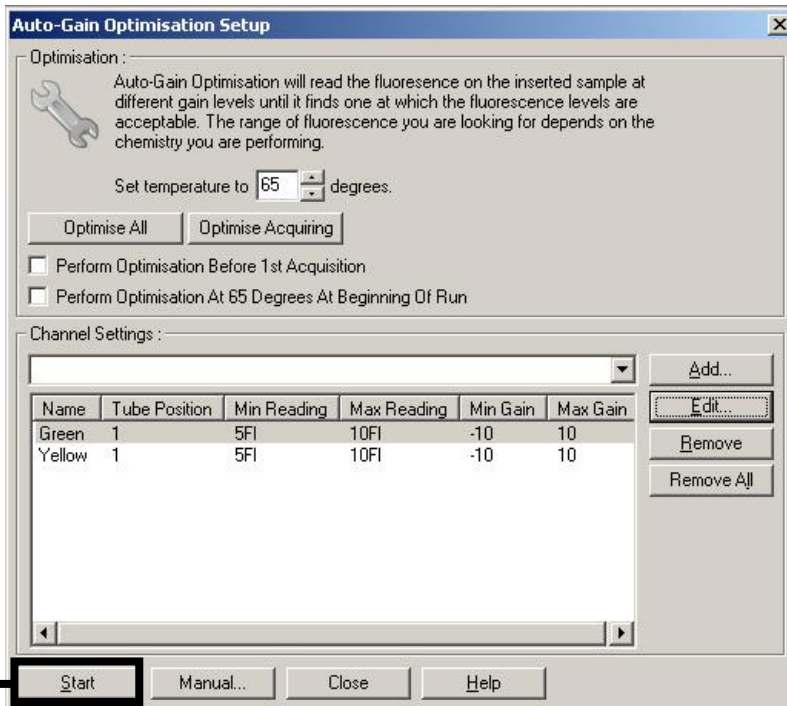 Auto-Gain Optimisation Setup
Optimisation :
Auto-Gain Optimisation will read the fluoresence on the inserted sample at
different gain levels until it finds one at which the fluorescence levels are
acceptable. The range of fluorescence you are looking for depends on the
chemistry you are performing.
Set temperature to 65 degrees.
Optimise All Optimise Acquiring
Perform Optimisation Before 1st Acquisition
Perform Optimisation At 65 Degrees At Beginning Of Run
Channel Settings :
Add...
Name Tube Position Min Reading Max Reading Min Gain Max Gain
Edit...
Green 1 5Fl 10Fl -10 10
Remove
Yellow 1 5Fl 10Fl -10 10
Remove All
Start Manual... Close Help